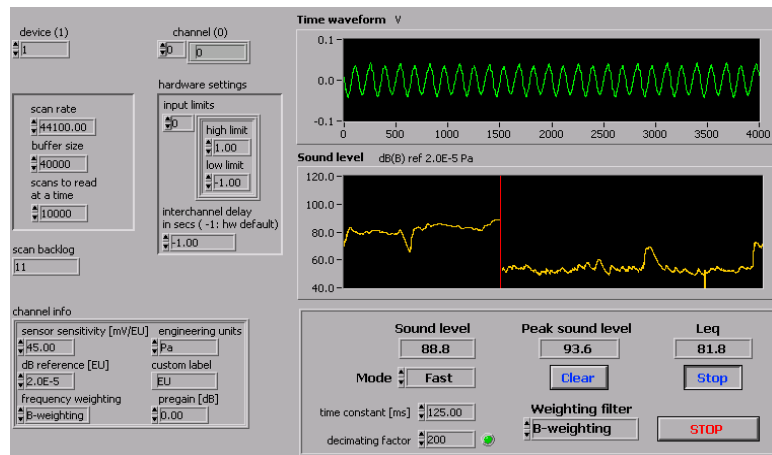 device (1)
1
channel (0)
0
0
scan rate
44100.00
buffer size
40000
scans to read
at a time
10000
scan backlog
11
hardware settings
input limits
0
high limit
1.00
low limit
-1.00
interchannel delay
in secs ( -1: hw default)
-1.00
channel info
sensor sensitivity [mV/EU]
45.00
engineering units
Pa
dB reference [EU]
2.0E-5
custom label
EU
frequency weighting
B-weighting
pregain [dB]
0.00
Time waveform V
0.1
0.0
-0.1
0 500 1000 1500 2000 2500 3000 3500 4000
Sound level dB(B) ref 2.0E-5 Pa
120.0
100.0
80.0
60.0
40.0
Sound level
88.8
Peak sound level
93.6
Leq
81.8
Mode Fast
Clear
Stop
time constant [ms] 125.00
decimating factor 200
Weighting filter
B-weighting
STOP